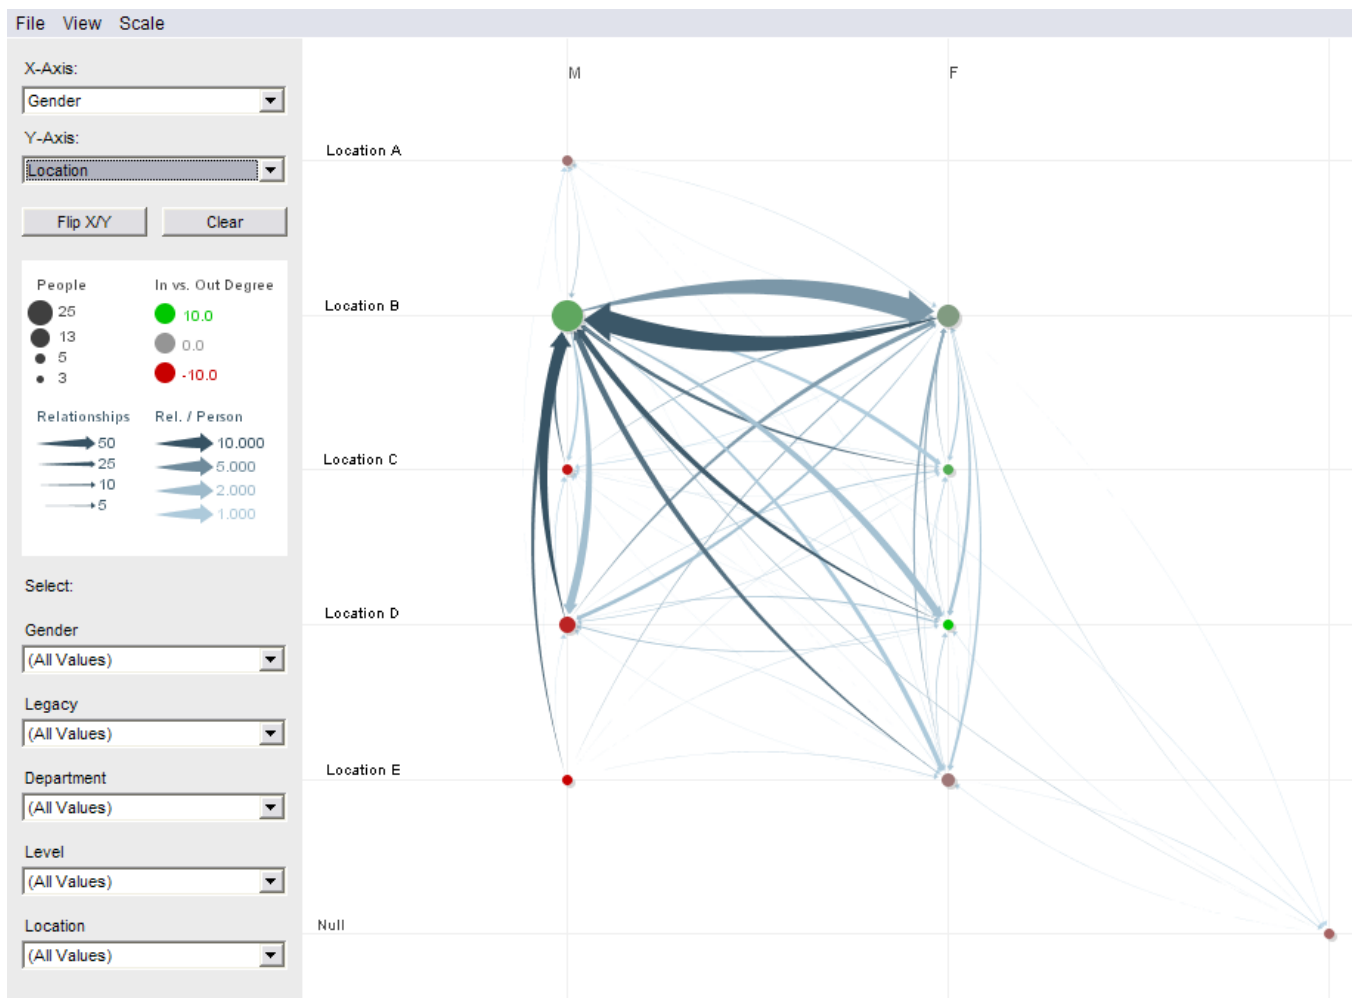 File View Scale
X-Axis:
Gender
Y-Axis:
Location
Flip X/Y Clear
People In vs. Out Degree
25 10.0
13 0.0
5
3 -10.0
Relationships Rel. / Person
50 10.000
25 5.000
10 2.000
5 1.000
Select:
Gender
(All Values)
Legacy
(All Values)
Department
(All Values)
Level
(All Values)
Location
(All Values)
M F
Location A
Location B
Location C
Location D
Location E
Null